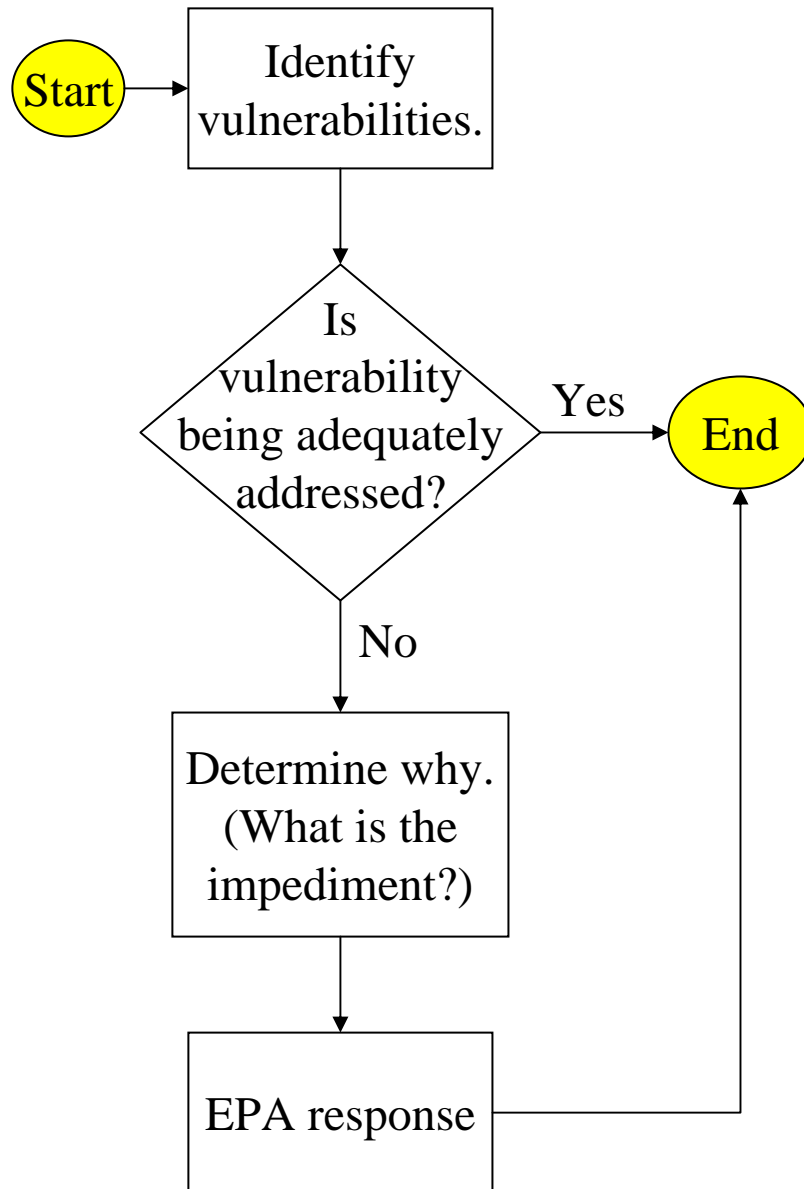 Start
Identify
vulnerabilities.
Is
vulnerability
being adequately
addressed?
Yes
End
No
Determine why.
(What is the
impediment?)
EPA response